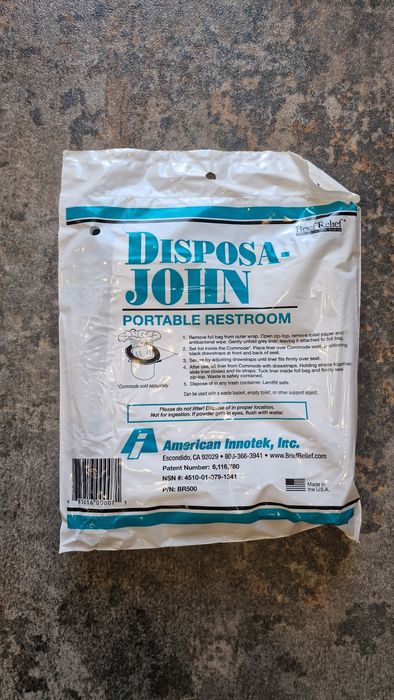 Brief Relief®
DISPOSA-
JOHN
PORTABLE RESTROOM
1. Remove foil bag from outer wrap. Open zip-top, remove toilet paper and
antibacterial wipe. Gently unfold grey liner, leaving it attached to foil bag.
2. Set foil inside the Commode*. Place liner over Commode seat, positioning
black drawstraps at front and back of seat.
3. Secure by adjusting drawstraps until liner fits firmly over seat.
4. After use, lift liner from Commode with drawstraps. Holding straps together,
slide liner closed and tie straps. Tuck liner inside foil bag and firmly seal
zip-top. Waste is safely contained.
5. Dispose of in any trash container. Landfill safe.
*Commode sold separately
Can be used with a waste basket, empty toilet, or other support object.
Please do not litter! Dispose of in proper location.
Not for ingestion. If powder gets in eyes, flush with water.
American Innotek, Inc.
Escondido, CA 92029 • 800-366-3941 • www.BriefRelief.com
Patent Number: 6,116,780
NSN #: 4510-01-379-1341
P/N: BR500
Made in
the U.S.A.